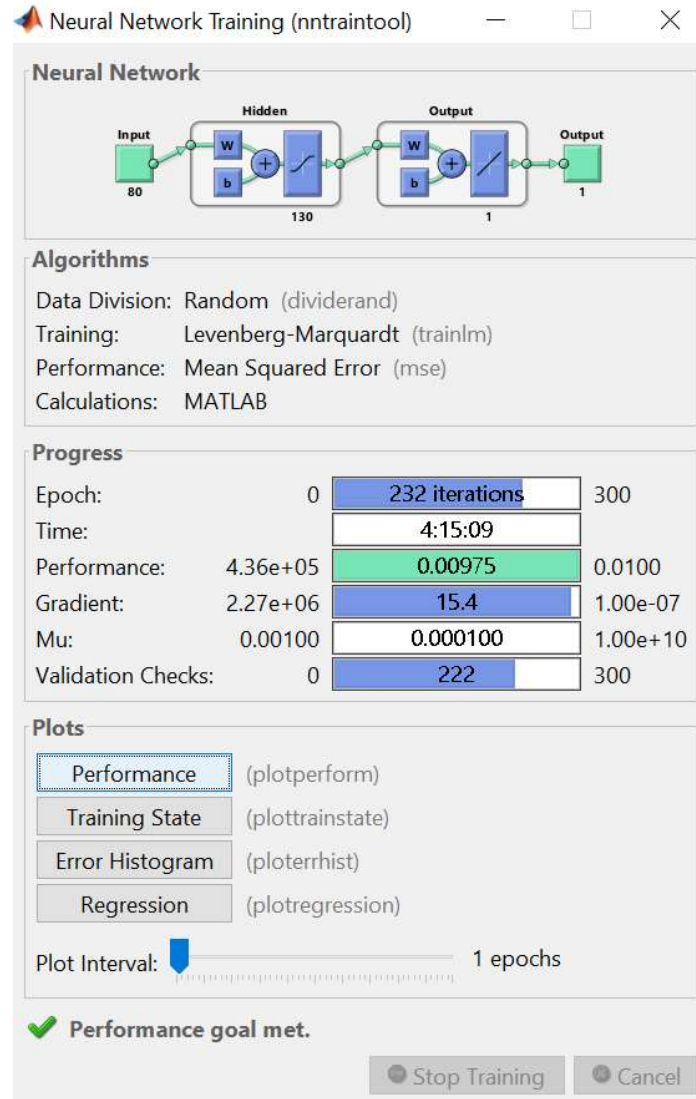 Neural Network Training (nntraintool)
Neural Network
Hidden Output
Input Output
W W
b b
80 130 1 1
Algorithms
Data Division: Random (dividerand)
Training: Levenberg-Marquardt (trainlm)
Performance: Mean Squared Error (mse)
Calculations: MATLAB
Progress
Epoch: 0 232 iterations 300
Time: 4:15:09
Performance: 4.36e+05 0.00975 0.0100
Gradient: 2.27e+06 15.4 1.00e-07
Mu: 0.00100 0.000100 1.00e+10
Validation Checks: 0 222 300
Plots
Performance (plotperform)
Training State (plottrainstate)
Error Histogram (ploterrhist)
Regression (plotregression)
Plot Interval: 1 epochs
Performance goal met.
Stop Training Cancel